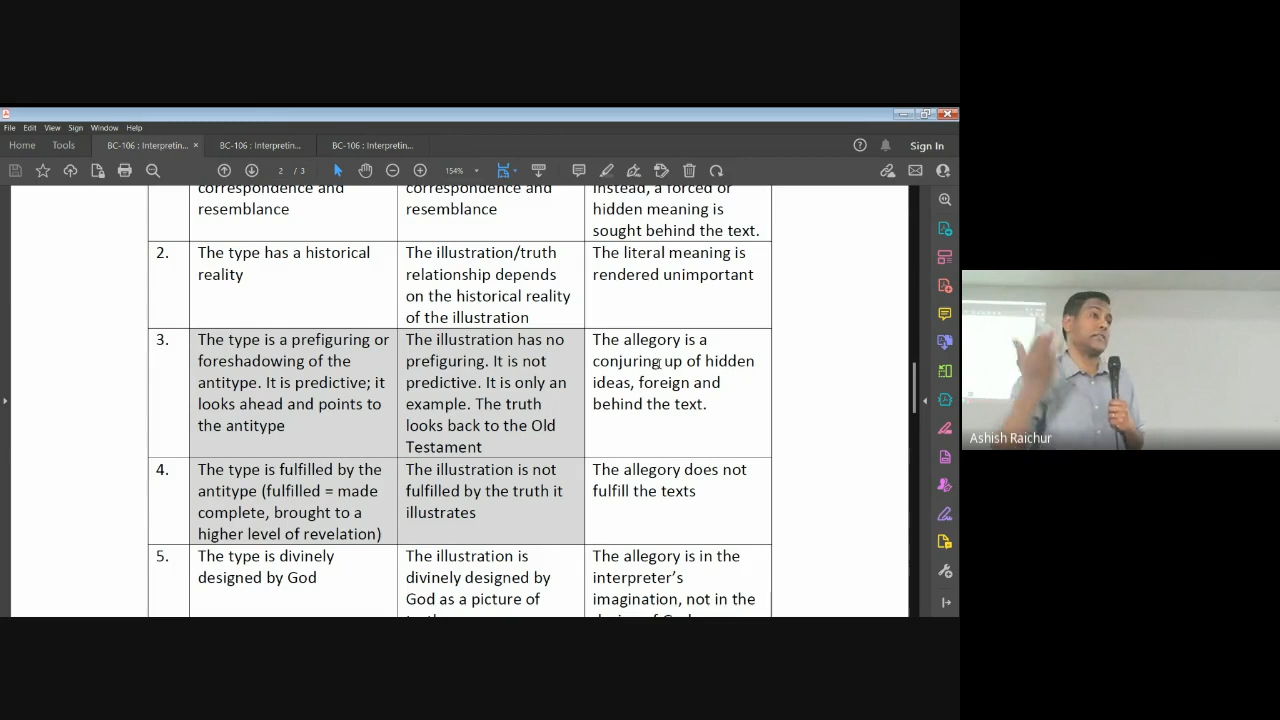 File Edit View Sign Window Help
Home Tools BC-106 : Interpretin... × BC-106 : Interpretin... BC-106 : Interpretin... Sign In
2 / 3 154%
correspondence and
resemblance
correspondence and
resemblance
Instead, a forced or
hidden meaning is
sought behind the text.
2.
The type has a historical
reality
The illustration/truth
relationship depends
on the historical reality
of the illustration
The literal meaning is
rendered unimportant
3.
The type is a prefiguring or
foreshadowing of the
antitype. It is predictive; it
looks ahead and points to
the antitype
The illustration has no
prefiguring. It is not
predictive. It is only an
example. The truth
looks back to the Old
Testament
The allegory is a
conjuring up of hidden
ideas, foreign and
behind the text.
4.
The type is fulfilled by the
antitype (fulfilled = made
complete, brought to a
higher level of revelation)
The illustration is not
fulfilled by the truth it
illustrates
The allegory does not
fulfill the texts
5.
The type is divinely
designed by God
The illustration is
divinely designed by
God as a picture of
The allegory is in the
interpreter's
imagination, not in the
Ashish Raichur